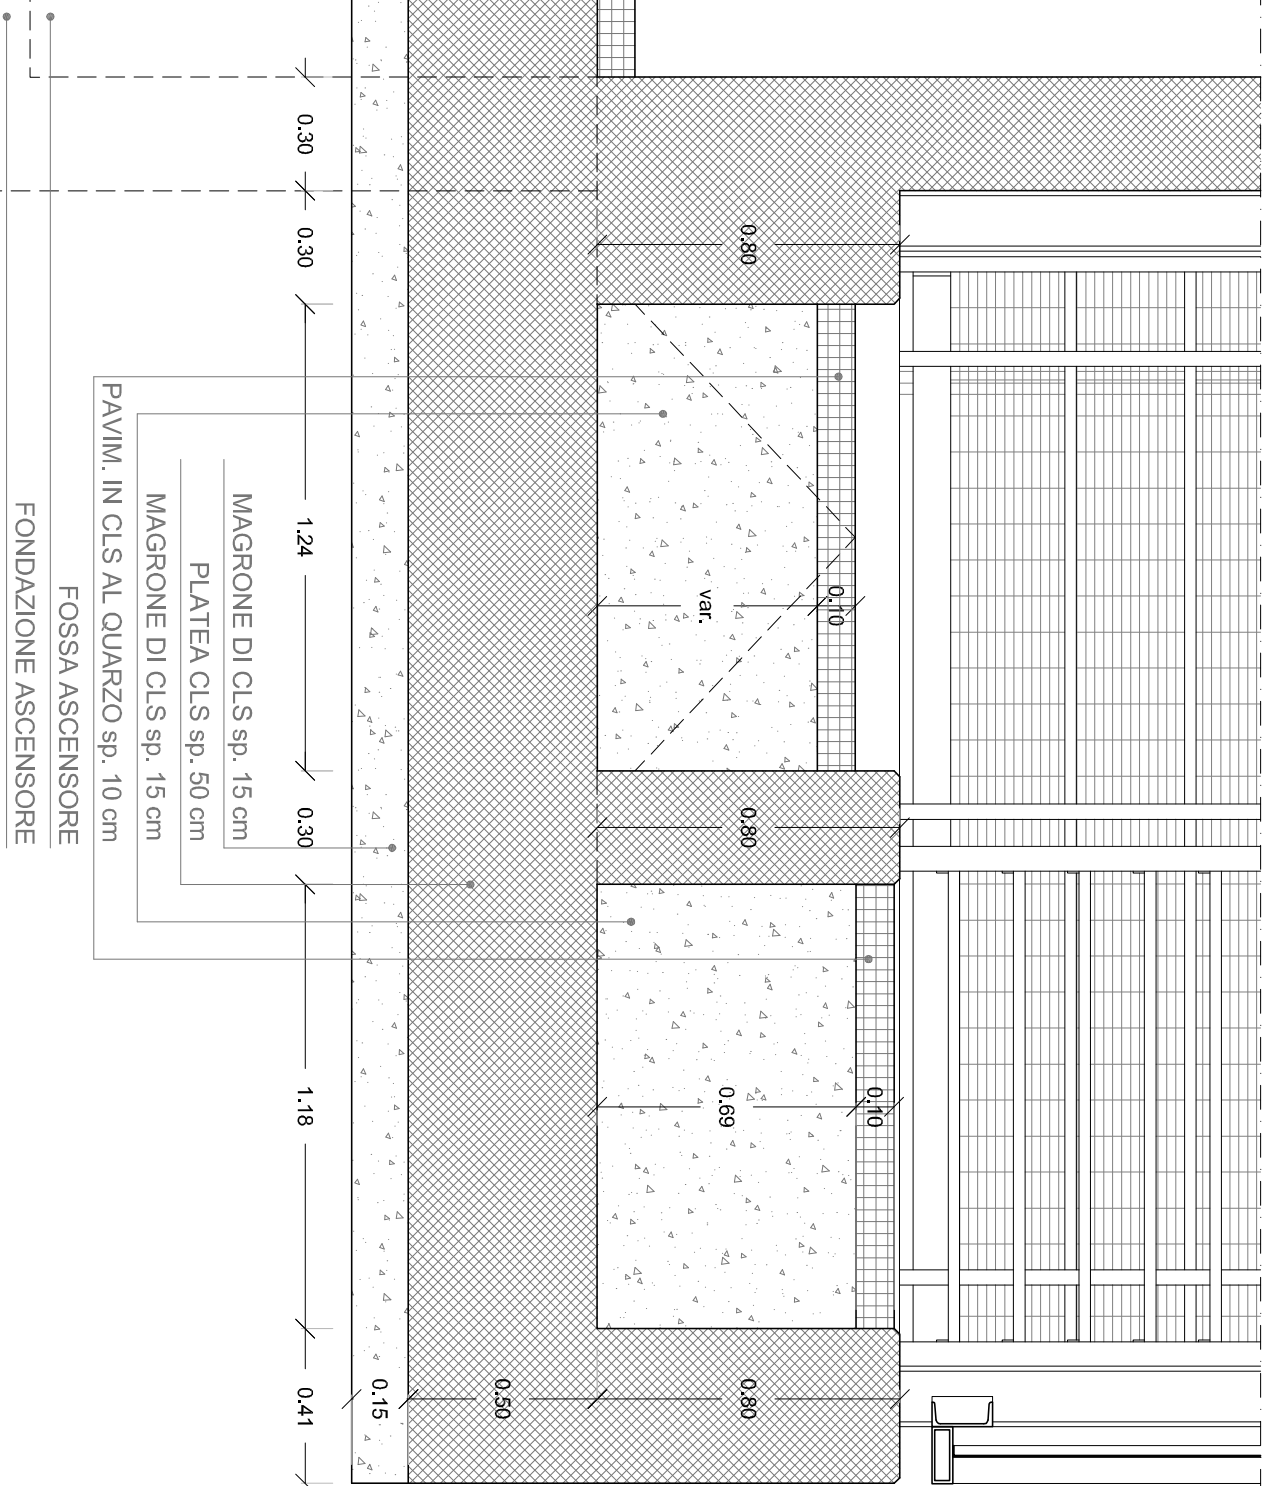 0.80
0.80
0.10
var.
0.10
0.69
0.80
0.50
0.15
0.30
0.30
1.24
0.30
1.18
0.41
MAGRONE DI CLS sp. 15 cm
PLATEA CLS sp. 50 cm
MAGRONE DI CLS sp. 15 cm
PAVIM. IN CLS AL QUARZO sp. 10 cm
FOSSA ASCENSORE
FONDAZIONE ASCENSORE